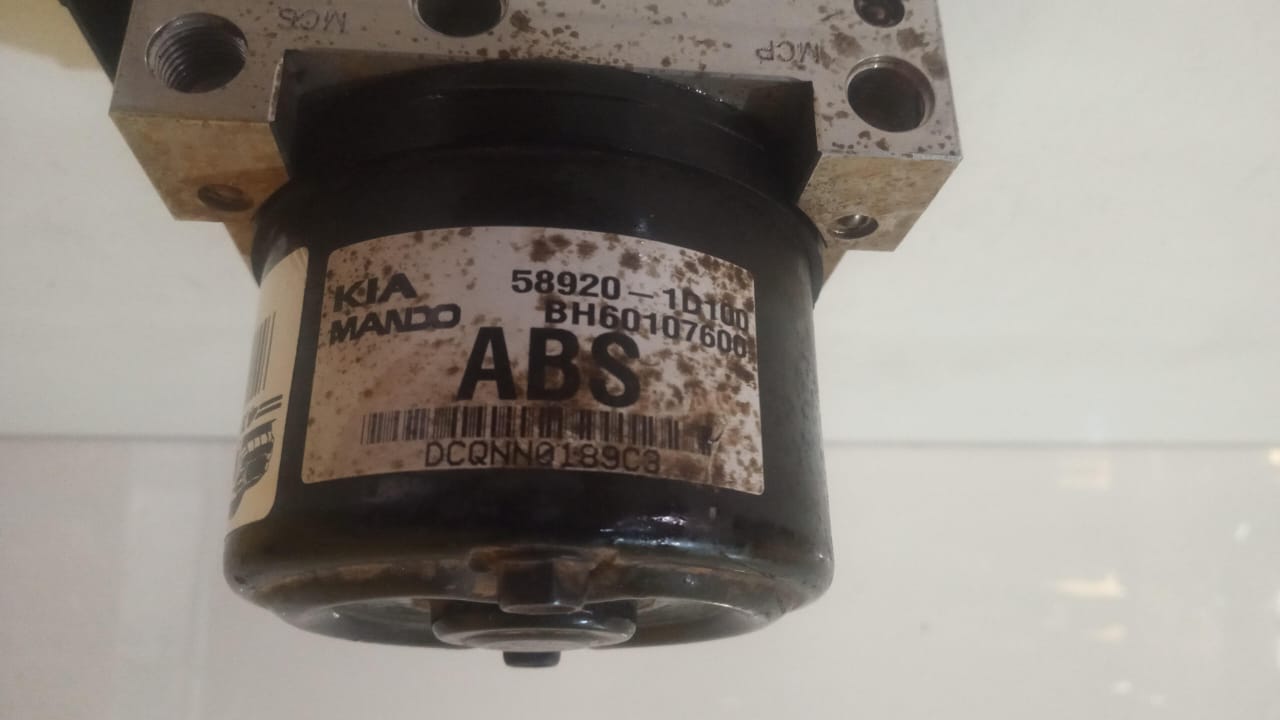 MCS
MCP
KIA
MANDO
58920-1D100
BH60107600
ABS
DCQNN0189C3